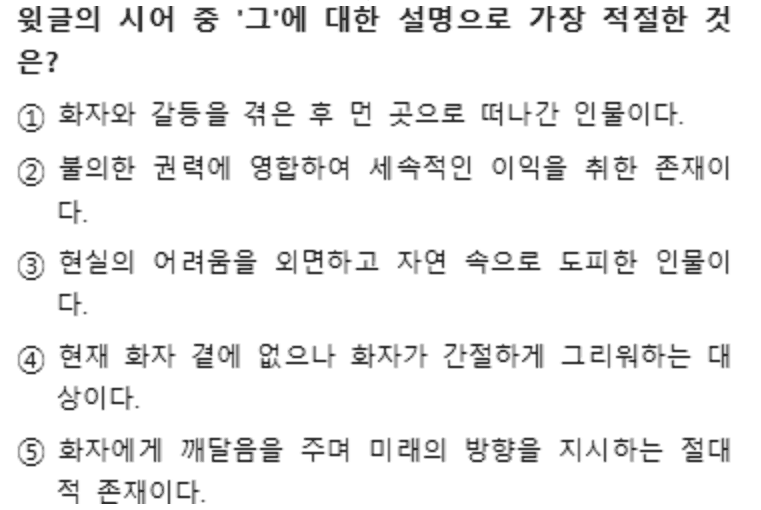 윗글의 시어 중 '그'에 대한 설명으로 가장 적절한 것
은?
① 화자와 갈등을 겪은 후 먼 곳으로 떠나간 인물이다.
② 불의한 권력에 영합하여 세속적인 이익을 취한 존재이
다.
③ 현실의 어려움을 외면하고 자연 속으로 도피한 인물이
다.
④ 현재 화자 곁에 없으나 화자가 간절하게 그리워하는 대
상이다.
⑤ 화자에게 깨달음을 주며 미래의 방향을 지시하는 절대
적 존재이다.